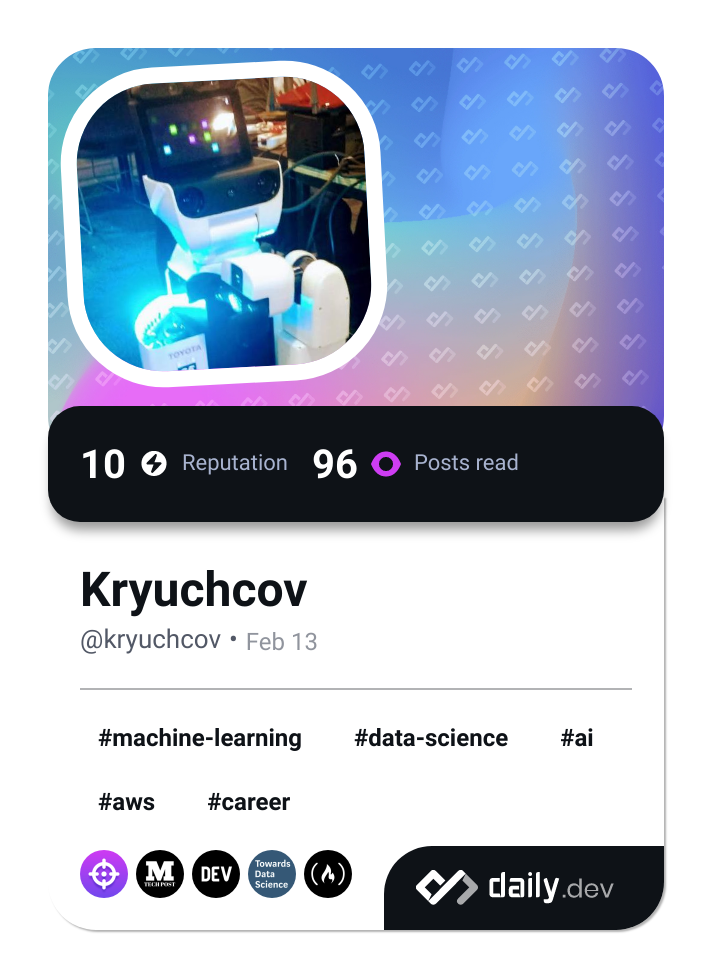 TOYOTA
10 Reputation 96 Posts read
Kryuchcov
@kryuchcov • Feb 13
#machine-learning #data-science #ai
#aws #career
M
TECH POST
DEV
Towards
Data
Science
daily.dev